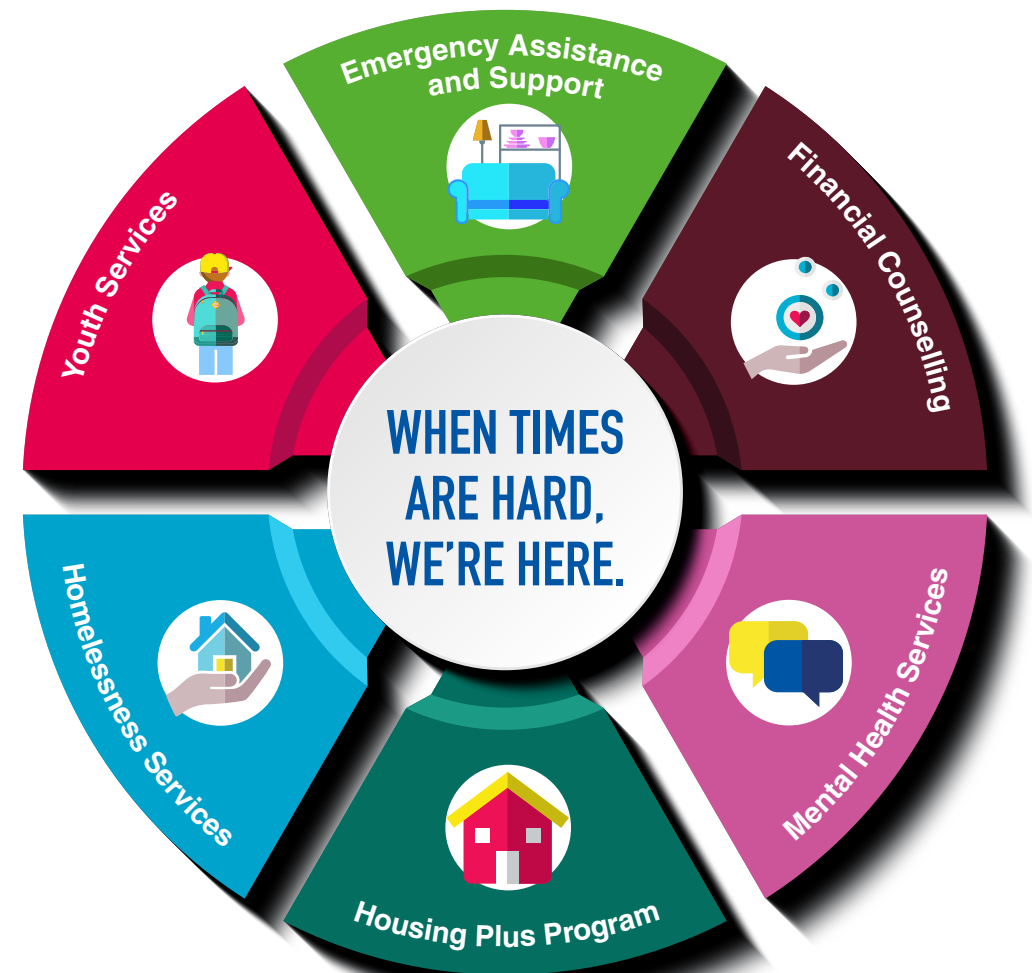 Emergency Assistance
and Support
Financial Counselling
Mental Health Services
Housing Plus Program
Homelessness Services
Youth Services
WHEN TIMES
ARE HARD,
WE'RE HERE.